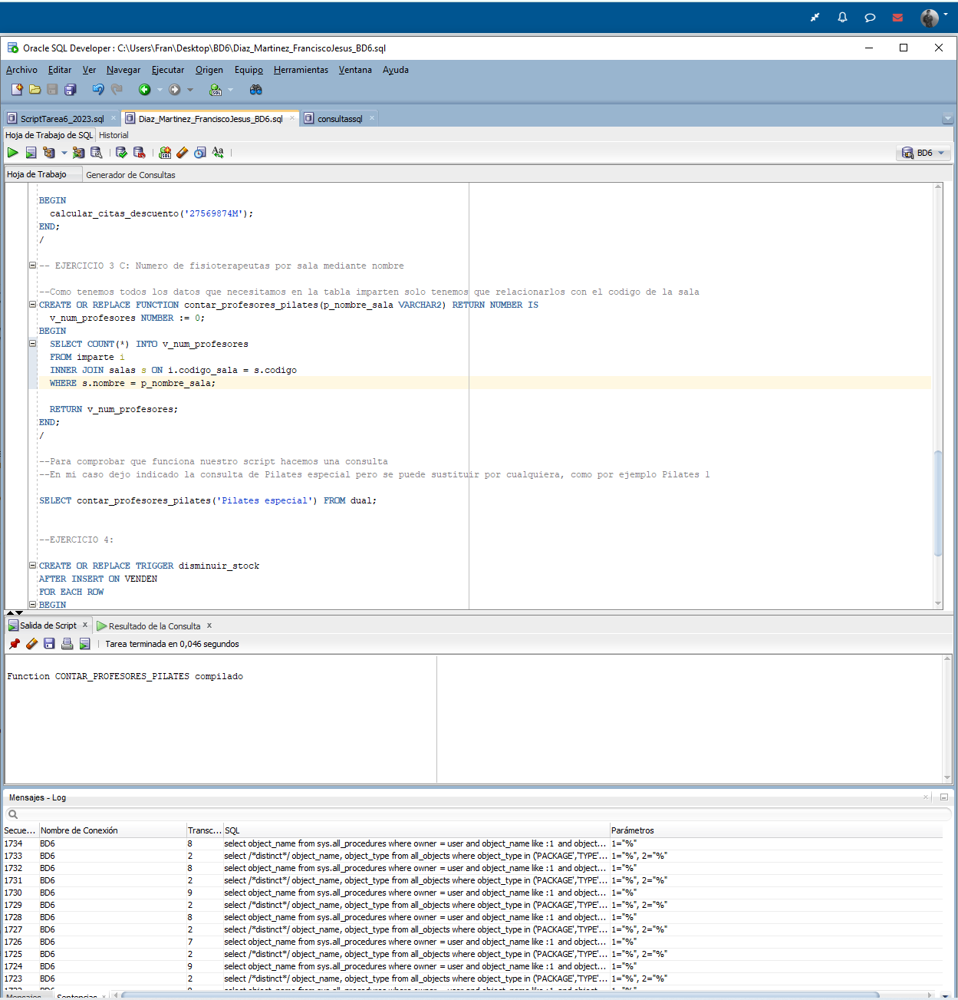 Oracle SQL Developer : C:\Users\Fran\Desktop\BD6\Diaz_Martinez_FranciscoJesus_BD6.sql
Archivo Editar Ver Navegar Ejecutar Origen Equipo Herramientas Ventana Ayuda
ScriptTarea6_2023.sql Diaz_Martinez_FranciscoJesus_BD6.sql consultassql
Hoja de Trabajo de SQL Historial
BD6
Hoja de Trabajo Generador de Consultas
BEGIN
calcular_citas_descuento('27569874M');
END;
/
-- EJERCICIO 3 C: Numero de fisioterapeutas por sala mediante nombre
--Como tenemos todos los datos que necesitamos en la tabla imparten solo tenemos que relacionarlos con el codigo de la sala
CREATE OR REPLACE FUNCTION contar_profesores_pilates(p_nombre_sala VARCHAR2) RETURN NUMBER IS
v_num_profesores NUMBER := 0;
BEGIN
SELECT COUNT(*) INTO v_num_profesores
FROM imparte i
INNER JOIN salas s ON i.codigo_sala = s.codigo
WHERE s.nombre = p_nombre_sala;
RETURN v_num_profesores;
END;
/
--Para comprobar que funciona nuestro script hacemos una consulta
--En mi caso dejo indicado la consulta de Pilates especial pero se puede sustituir por cualquiera, como por ejemplo Pilates 1
SELECT contar_profesores_pilates('Pilates especial') FROM dual;
--EJERCICIO 4:
CREATE OR REPLACE TRIGGER disminuir_stock
AFTER INSERT ON VENDEN
FOR EACH ROW
BEGIN
Salida de Script x Resultado de la Consulta x
Tarea terminada en 0,046 segundos
Function CONTAR_PROFESORES_PILATES compilado
Mensajes - Log
Secue... Nombre de Conexión Transc... SQL Parámetros
1734 BD6 8 select object_name from sys.all_procedures where owner = user and object_name like :1 and object... 1="%"
1733 BD6 2 select /*distinct*/ object_name, object_type from all_objects where object_type in ('PACKAGE','TYPE'... 1="%", 2="%"
1732 BD6 8 select object_name from sys.all_procedures where owner = user and object_name like :1 and object... 1="%"
1731 BD6 2 select /*distinct*/ object_name, object_type from all_objects where object_type in ('PACKAGE','TYPE'... 1="%", 2="%"
1730 BD6 9 select object_name from sys.all_procedures where owner = user and object_name like :1 and object... 1="%"
1729 BD6 2 select /*distinct*/ object_name, object_type from all_objects where object_type in ('PACKAGE','TYPE'... 1="%", 2="%"
1728 BD6 8 select object_name from sys.all_procedures where owner = user and object_name like :1 and object... 1="%"
1727 BD6 2 select /*distinct*/ object_name, object_type from all_objects where object_type in ('PACKAGE','TYPE'... 1="%", 2="%"
1726 BD6 7 select object_name from sys.all_procedures where owner = user and object_name like :1 and object... 1="%"
1725 BD6 2 select /*distinct*/ object_name, object_type from all_objects where object_type in ('PACKAGE','TYPE'... 1="%", 2="%"
1724 BD6 9 select object_name from sys.all_procedures where owner = user and object_name like :1 and object... 1="%"
1723 BD6 2 select /*distinct*/ object_name, object_type from all_objects where object_type in ('PACKAGE','TYPE'... 1="%", 2="%"
Mensajes Sentencias